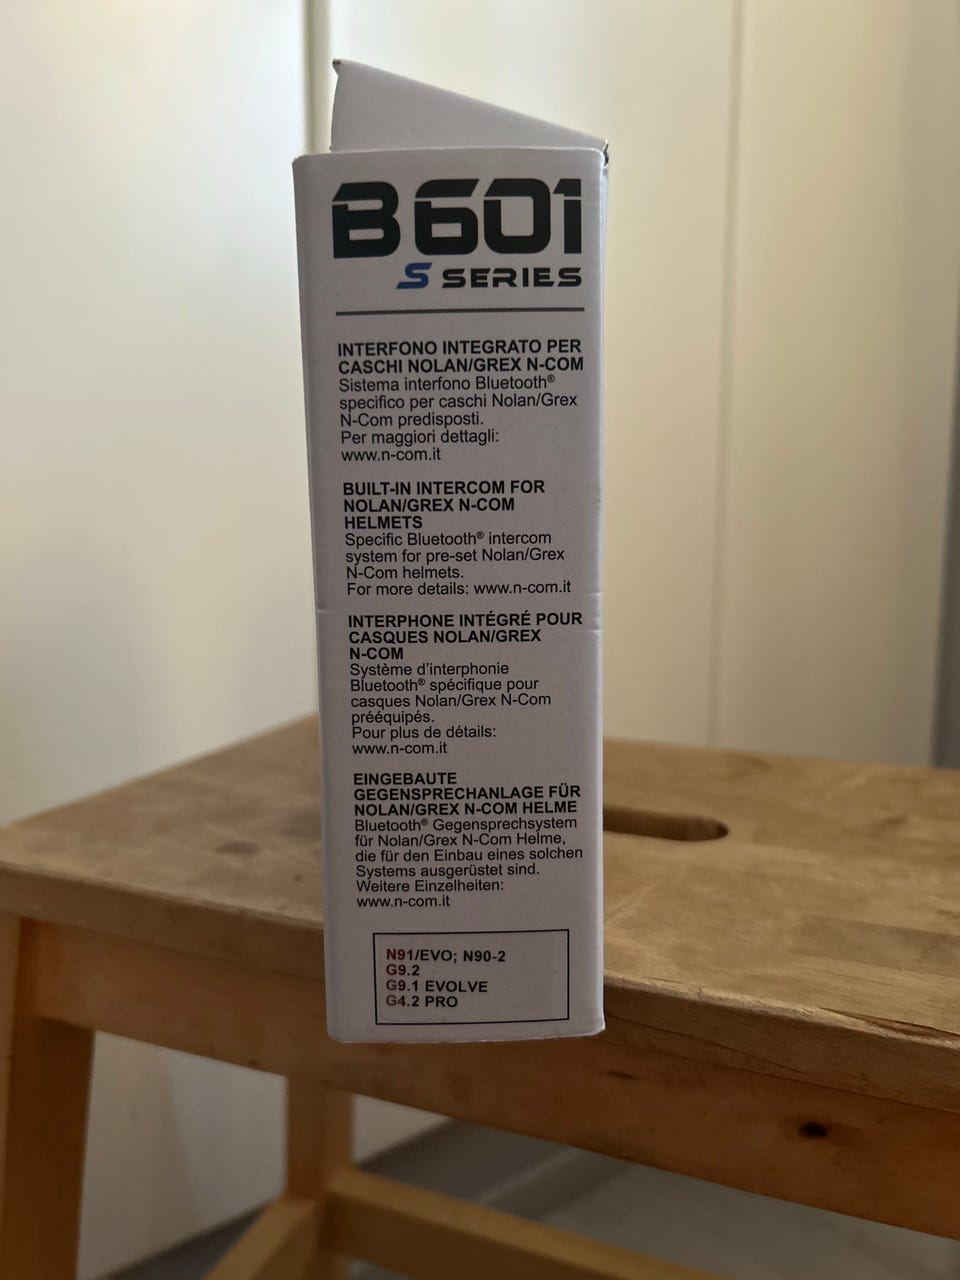 B601
S SERIES
INTERFONO INTEGRATO PER
CASCHI NOLAN/GREX N-COM
Sistema interfono Bluetooth®
specifico per caschi Nolan/Grex
N-Com predisposti.
Per maggiori dettagli:
www.n-com.it
BUILT-IN INTERCOM FOR
NOLAN/GREX N-COM
HELMETS
Specific Bluetooth® intercom
system for pre-set Nolan/Grex
N-Com helmets.
For more details: www.n-com.it
INTERPHONE INTÉGRÉ POUR
CASQUES NOLAN/GREX
N-COM
Système d'interphonie
Bluetooth® spécifique pour
casques Nolan/Grex N-Com
prééquipés.
Pour plus de détails:
www.n-com.it
EINGEBAUTE
GEGENSPRECHANLAGE FÜR
NOLAN/GREX N-COM HELME
Bluetooth® Gegensprechsystem
für Nolan/Grex N-Com Helme,
die für den Einbau eines solchen
Systems ausgerüstet sind.
Weitere Einzelheiten:
www.n-com.it
N91/EVO; N90-2
G9.2
G9.1 EVOLVE
G4.2 PRO